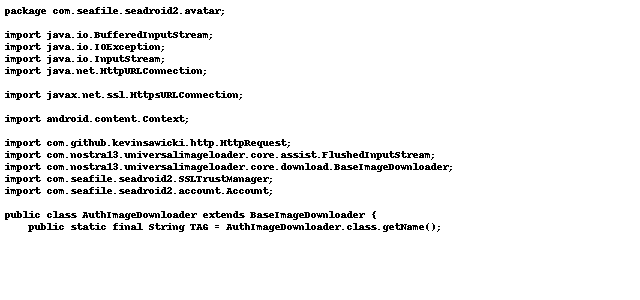 package com.seafile.seadroid2.avatar;

import java.io.BufferedInputStream;
import java.io.IOException;
import java.io.InputStream;
import java.net.HttpURLConnection;

import javax.net.ssl.HttpsURLConnection;

import android.content.Context;

import com.github.kevinsawicki.http.HttpRequest;
import com.nostra13.universalimageloader.core.assist.FlushedInputStream;
import com.nostra13.universalimageloader.core.download.BaseImageDownloader;
import com.seafile.seadroid2.SSLTrustManager;
import com.seafile.seadroid2.account.Account;

public class AuthImageDownloader extends BaseImageDownloader {
    public static final String TAG = AuthImageDownloader.class.getName();